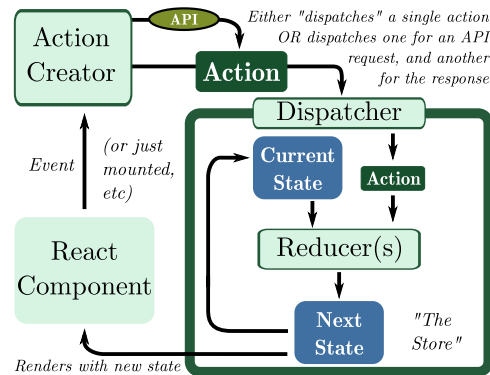 Action
Creator
API
Action
Either "dispatches" a single action
OR dispatches one for an API
request, and another
for the response
Dispatcher
Current
State
Action
Reducer(s)
Next
State
"The
Store"
Event
(or just
mounted,
etc)
React
Component
Renders with new state